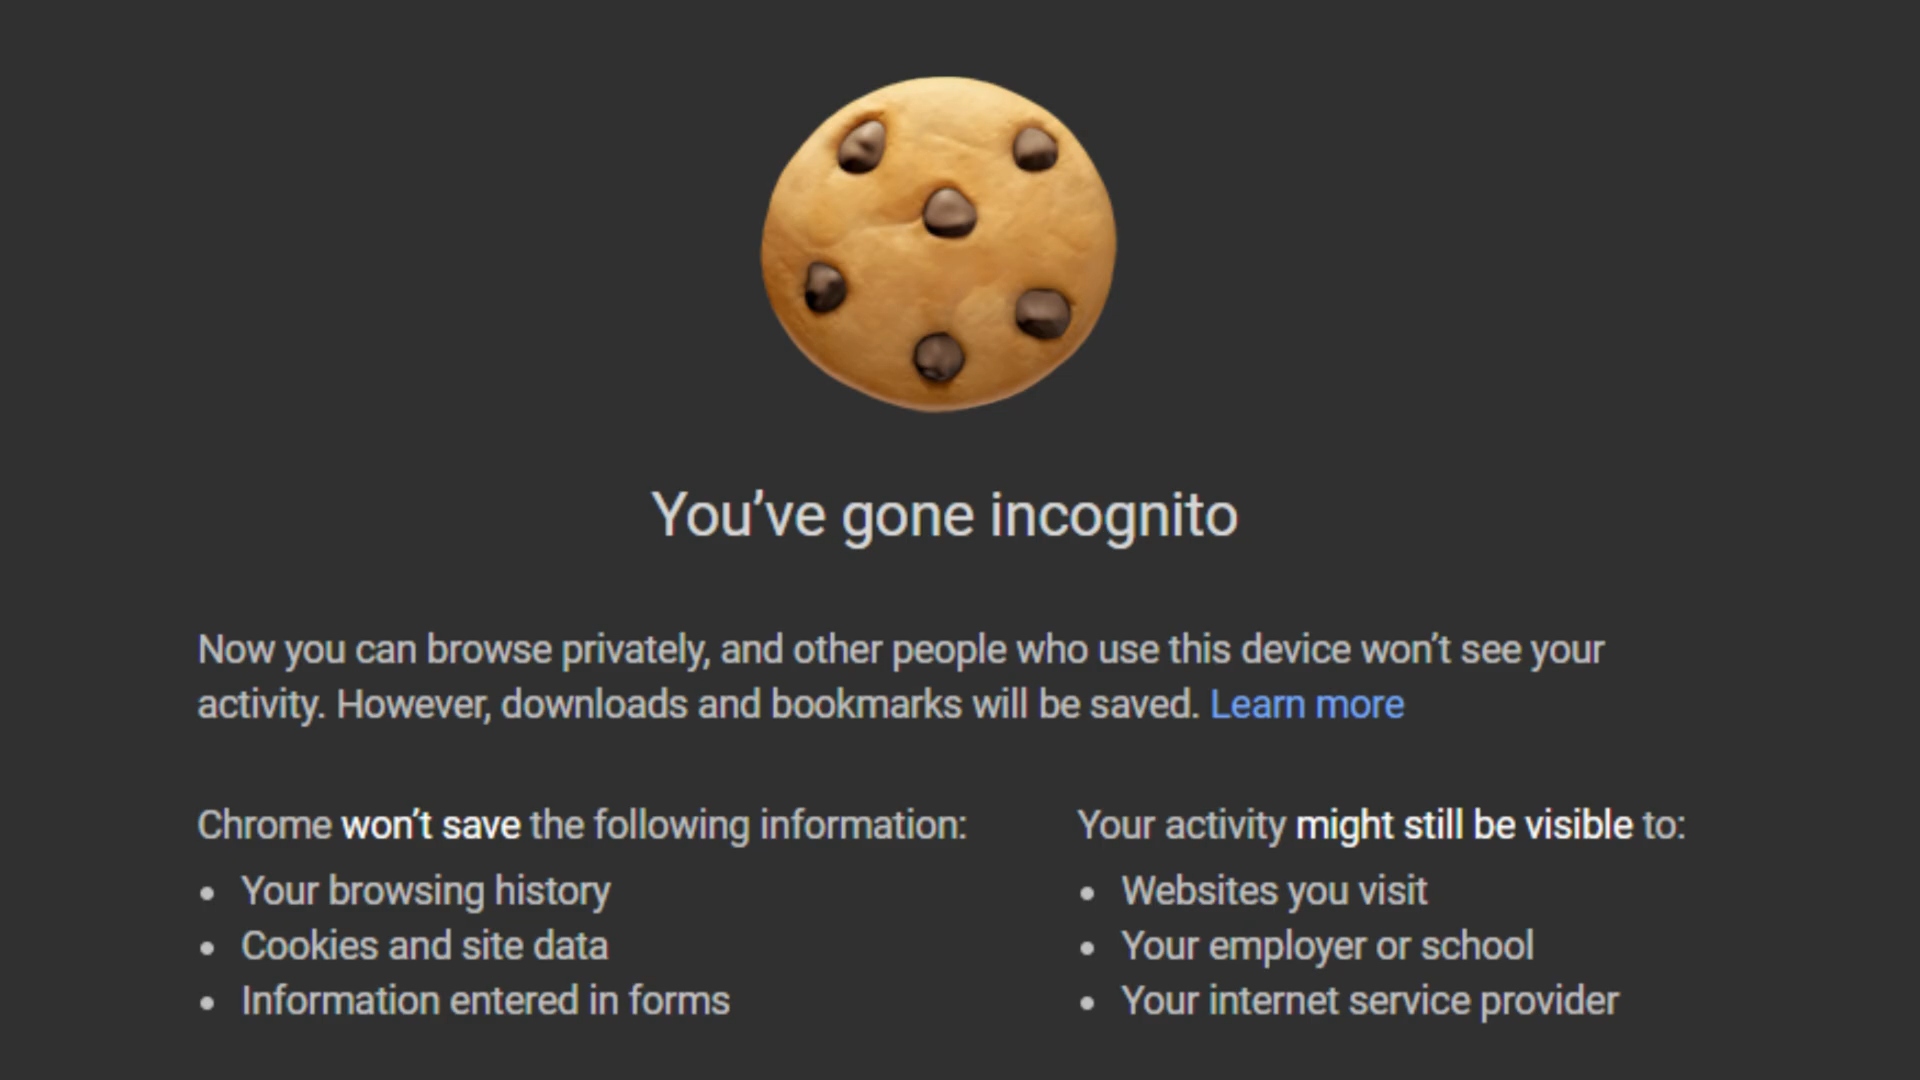 You’ve gone incognito
Now you can browse privately, and other people who use this device won’t see your
activity. However, downloads and bookmarks will be saved. Learn more
Chrome won’t save the following information:
• Your browsing history
• Cookies and site data
• Information entered in forms
Your activity might still be visible to:
• Websites you visit
• Your employer or school
• Your internet service provider